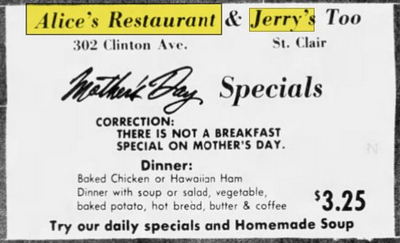 Alice's Restaurant & Jerry's Too
302 Clinton Ave. St. Clair
Mother's Day Specials
CORRECTION:
THERE IS NOT A BREAKFAST
SPECIAL ON MOTHER'S DAY.
Dinner:
Baked Chicken or Hawaiian Ham
Dinner with soup or salad, vegetable,
baked potato, hot bread, butter & coffee $3.25
Try our daily specials and Homemade Soup